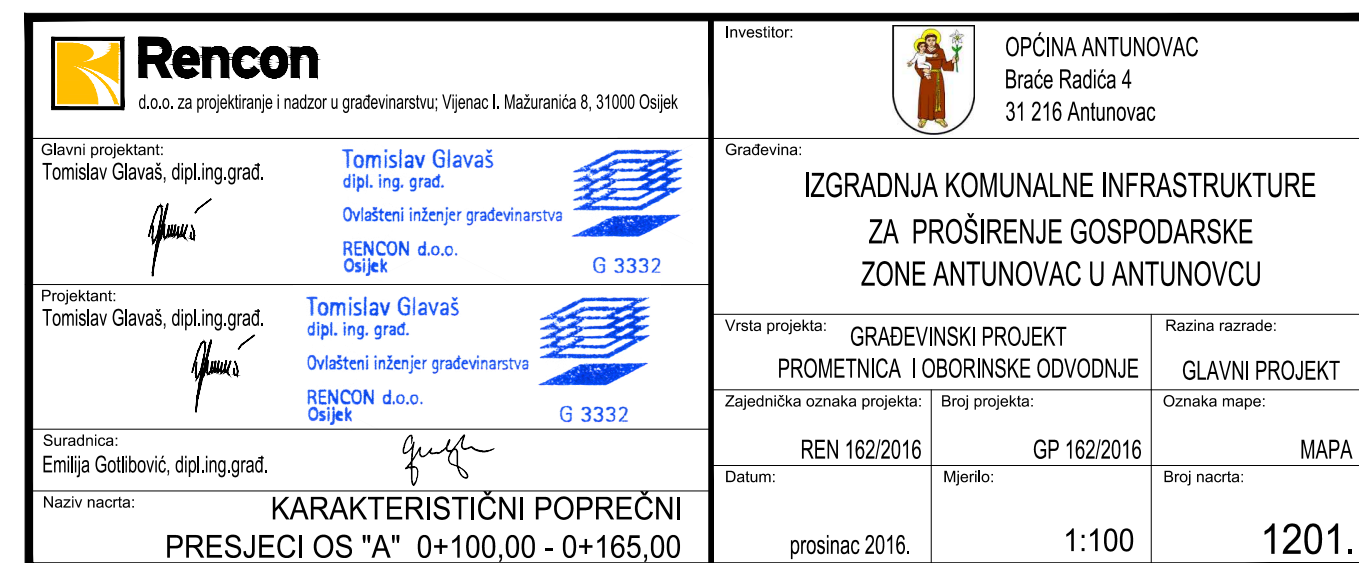 Rencon
d.o.o. za projektiranje i nadzor u građevinarstvu; Vijenac I. Mažuranića 8, 31000 Osijek
Glavni projektant:
Tomislav Glavaš, dipl.ing.građ.
Tomislav Glavaš
dipl. ing. građ.
Ovlašteni inženjer građevinarstva
RENCON d.o.o.
Osijek
G 3332
Projektant:
Tomislav Glavaš, dipl.ing.građ.
Tomislav Glavaš
dipl. ing. građ.
Ovlašteni inženjer građevinarstva
RENCON d.o.o.
Osijek
G 3332
Suradnica:
Emilija Gotlibović, dipl.ing.građ.
Naziv nacrta:
KARAKTERISTIČNI POPREČNI
PRESJECI OS "A" 0+100,00 - 0+165,00
Investitor:
OPĆINA ANTUNOVAC
Braće Radića 4
31 216 Antunovac
Građevina:
IZGRADNJA KOMUNALNE INFRASTRUKTURE
ZA PROŠIRENJE GOSPODARSKE
ZONE ANTUNOVAC U ANTUNOVCU
Vrsta projekta:
GRAĐEVINSKI PROJEKT
PROMETNICA I OBORINSKE ODVODNJE
Razina razrade:
GLAVNI PROJEKT
Zajednička oznaka projekta:
REN 162/2016
Broj projekta:
GP 162/2016
Oznaka mape:
MAPA
Datum:
prosinac 2016.
Mjerilo:
1:100
Broj nacrta:
1201.